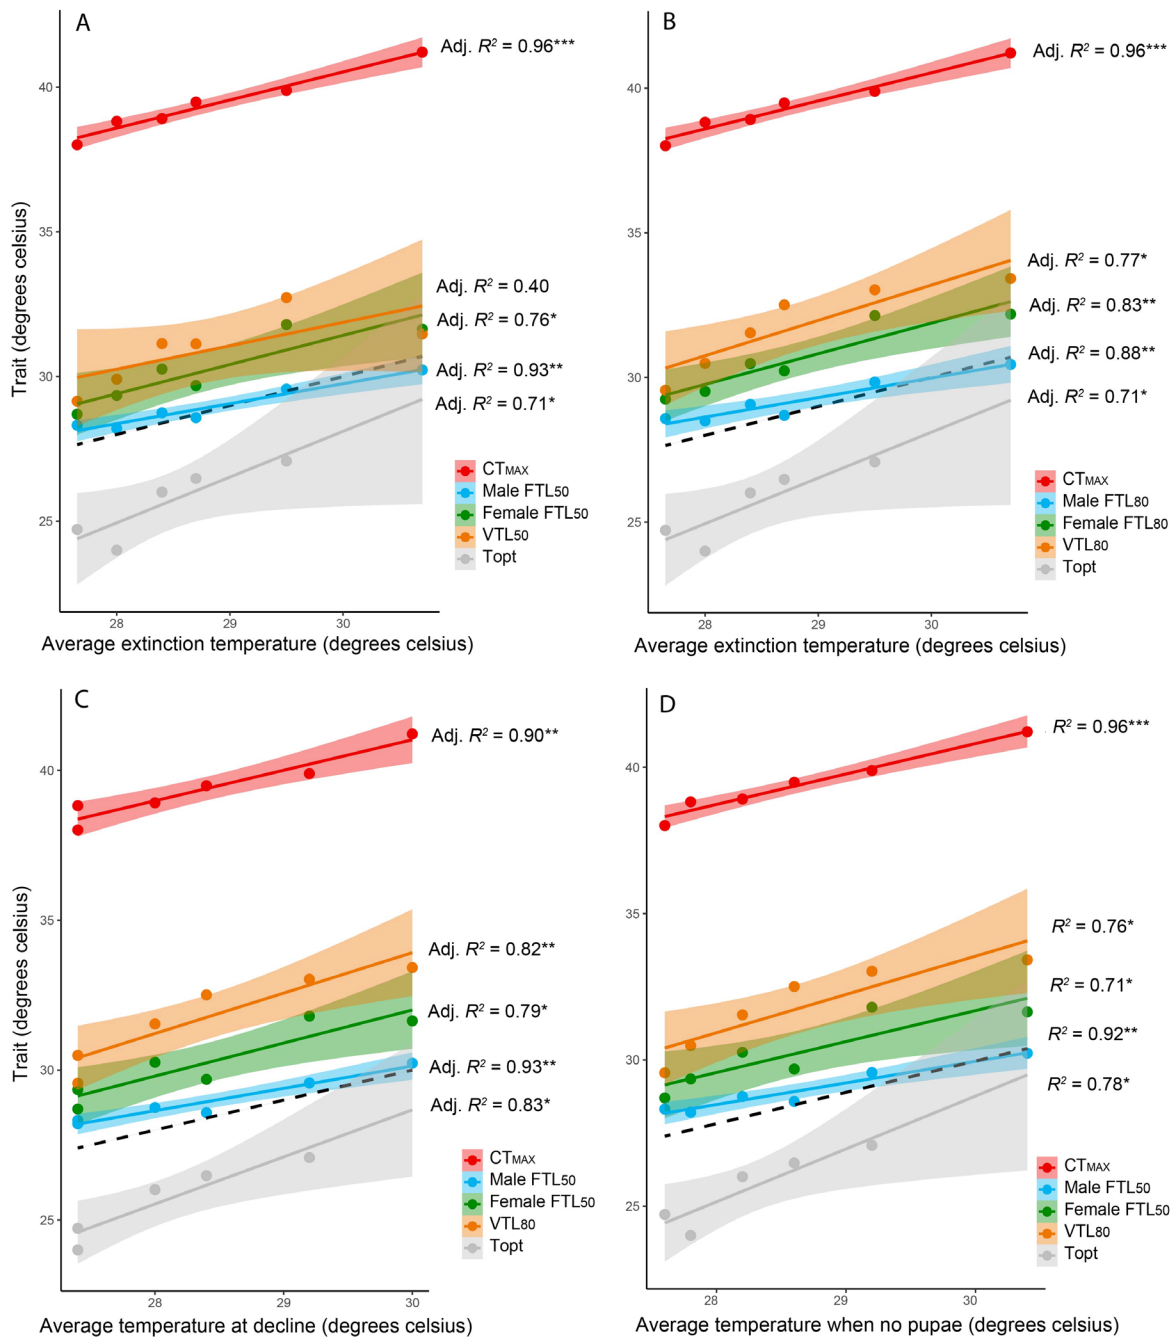 A
Adj. R² = 0.96***
40
35
30
25
Trait (degrees celsius)
Adj. R² = 0.40
Adj. R² = 0.76*
Adj. R² = 0.93**
Adj. R² = 0.71*
CTMAX
Male FTL50
Female FTL50
VTL50
Topt
28 29 30
Average extinction temperature (degrees celsius)
B
Adj. R² = 0.96***
40
35
30
25
Adj. R² = 0.77*
Adj. R² = 0.83**
Adj. R² = 0.88**
Adj. R² = 0.71*
CTMAX
Male FTL80
Female FTL80
VTL80
Topt
28 29 30
Average extinction temperature (degrees celsius)
C
Adj. R² = 0.90**
40
35
30
25
Trait (degrees celsius)
Adj. R² = 0.82**
Adj. R² = 0.79*
Adj. R² = 0.93**
Adj. R² = 0.83*
CTMAX
Male FTL50
Female FTL50
VTL80
Topt
28 29 30
Average temperature at decline (degrees celsius)
D
R² = 0.96***
40
35
30
25
R² = 0.76*
R² = 0.71*
R² = 0.92**
R² = 0.78*
CTMAX
Male FTL50
Female FTL50
VTL80
Topt
28 29 30
Average temperature when no pupae (degrees celsius)